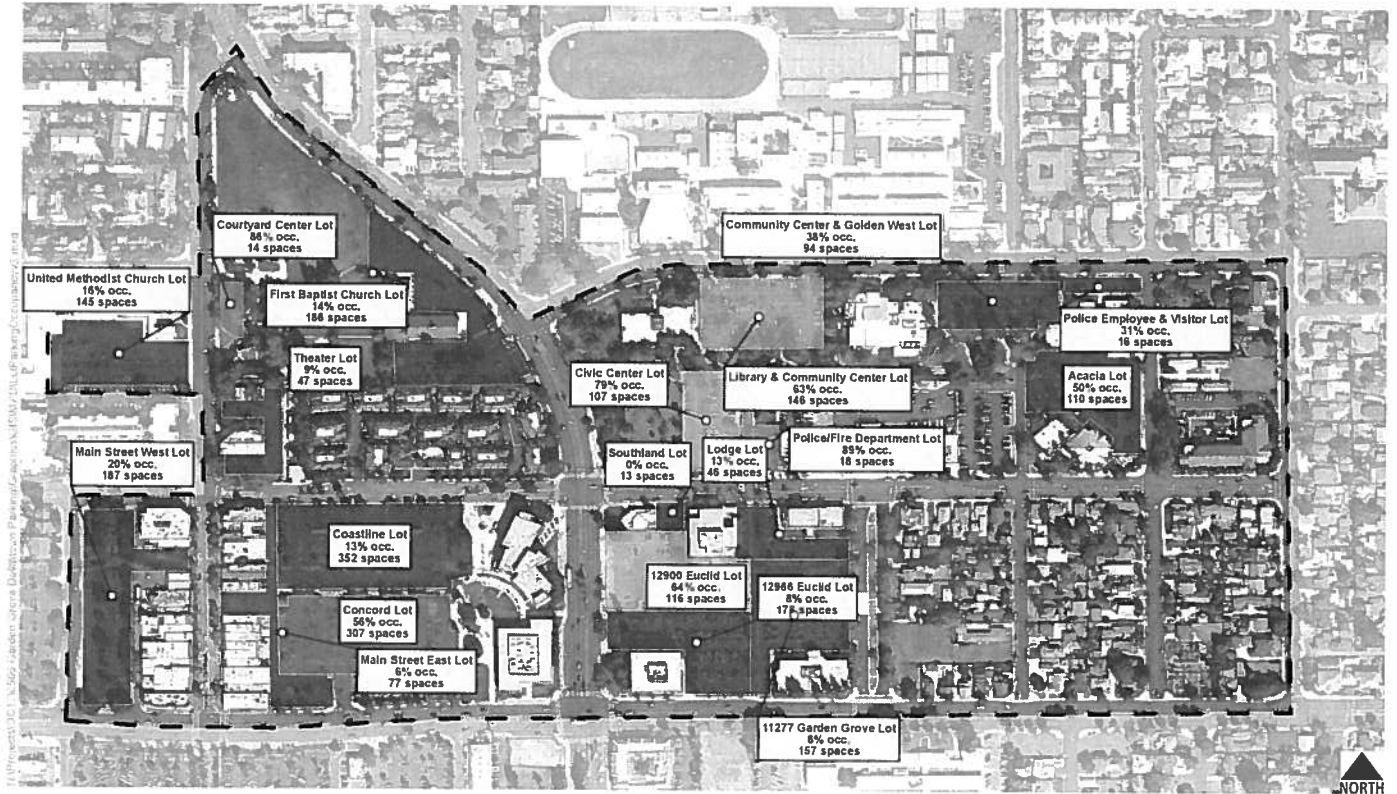 Courtyard Center Lot
86% occ.
14 spaces
Community Center & Golden West Lot
38% occ.
94 spaces
United Methodist Church Lot
16% occ.
145 spaces
First Baptist Church Lot
14% occ.
186 spaces
Police Employee & Visitor Lot
31% occ.
16 spaces
Theater Lot
9% occ.
47 spaces
Civic Center Lot
79% occ.
107 spaces
Library & Community Center Lot
63% occ.
146 spaces
Acacia Lot
50% occ.
110 spaces
Main Street West Lot
20% occ.
187 spaces
Southland Lot
0% occ.
13 spaces
Lodge Lot
13% occ.
46 spaces
Police/Fire Department Lot
89% occ.
18 spaces
Coastline Lot
13% occ.
352 spaces
12900 Euclid Lot
64% occ.
116 spaces
12966 Euclid Lot
8% occ.
spaces
Concord Lot
56% occ.
307 spaces
Main Street East Lot
6% occ.
77 spaces
11277 Garden Grove Lot
6% occ.
157 spaces
NORTH